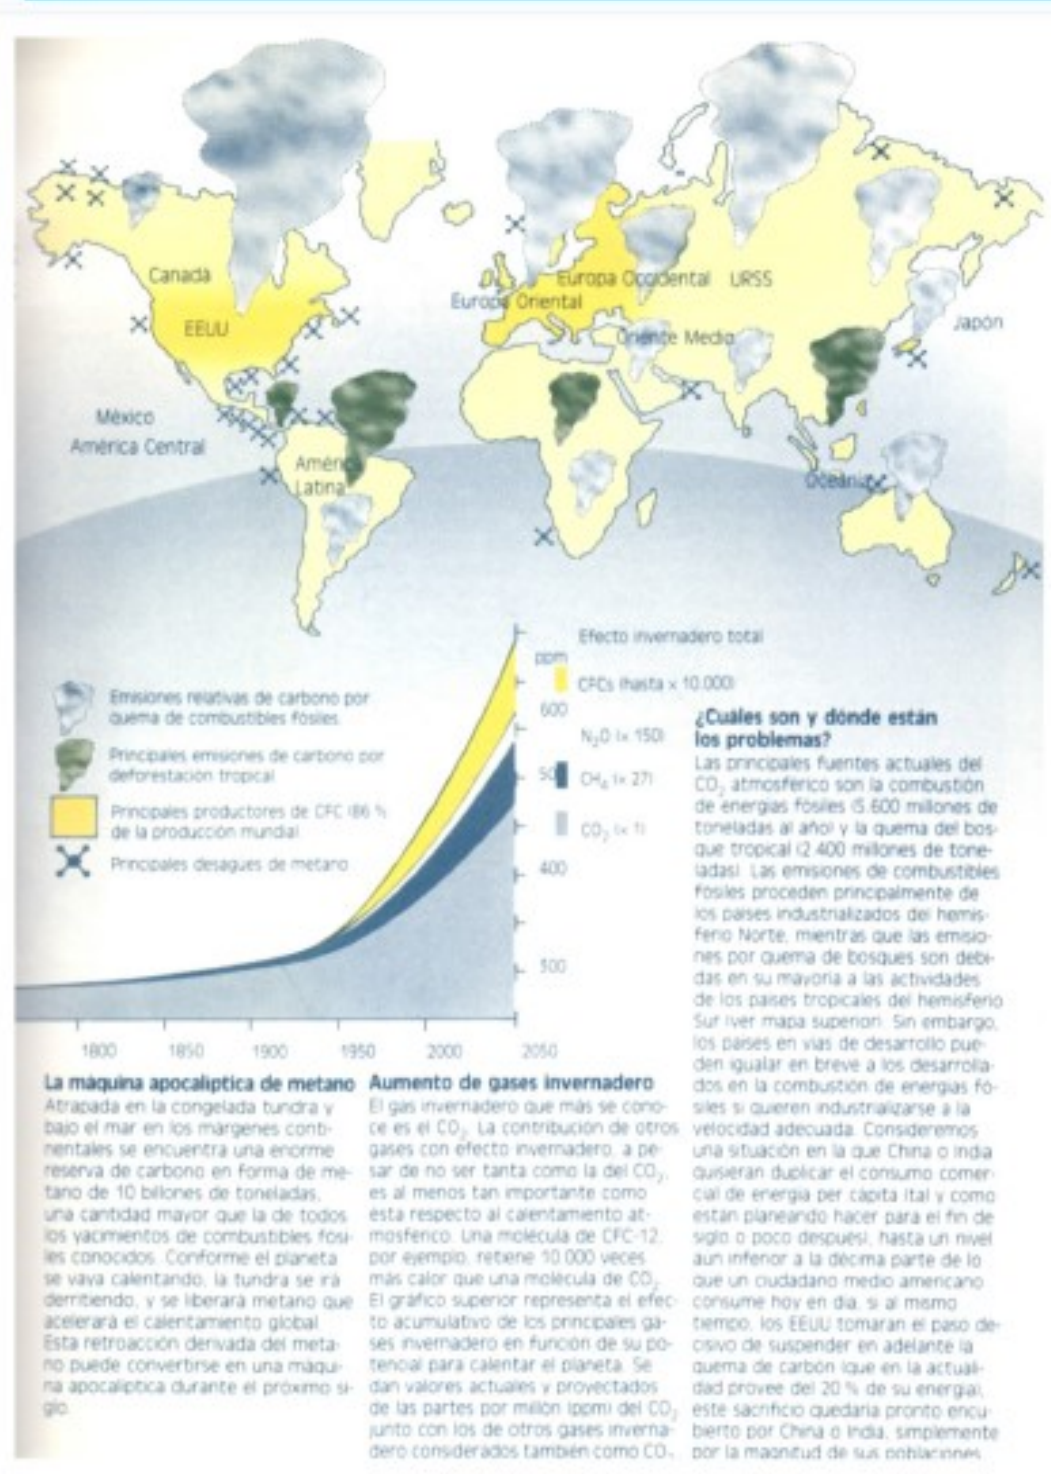 Canadá
EEUU
México
América Central
América
Latina
Europa Occidental
Europa Oriental
URSS
Oriente Medio
Japón
Oceanía
Emisiones relativas de carbono por
quema de combustibles fósiles
Principales emisiones de carbono por
deforestación tropical
Principales productores de CFC (86 %
de la producción mundial
Principales desagües de metano
Efecto invernadero total
ppm
CFCs (hasta × 10.000)
600
N₂O (× 150)
500
CH₄ (× 27)
CO₂ (× 1)
400
300
1800 1850 1900 1950 2000 2050
La máquina apocalíptica de metano
Atrapada en la congelada tundra y
bajo el mar en los márgenes conti-
nentales se encuentra una enorme
reserva de carbono en forma de me-
tano de 10 billones de toneladas,
una cantidad mayor que la de todos
los yacimientos de combustibles fósi-
les conocidos. Conforme el planeta
se vaya calentando, la tundra se irá
derritiendo, y se liberará metano que
acelerará el calentamiento global.
Esta retroacción derivada del meta-
no puede convertirse en una máqui-
na apocalíptica durante el próximo si-
glo.
Aumento de gases invernadero
El gas invernadero que más se cono-
ce es el CO₂. La contribución de otros
gases con efecto invernadero, a pe-
sar de no ser tanta como la del CO₂,
es al menos tan importante como
ésta respecto al calentamiento at-
mosférico. Una molécula de CFC-12,
por ejemplo, retiene 10 000 veces
más calor que una molécula de CO₂.
El gráfico superior representa el efec-
to acumulativo de los principales ga-
ses invernadero en función de su po-
tencial para calentar el planeta. Se
dan valores actuales y proyectados
de las partes por millón (ppm) del CO₂
junto con los de otros gases inverna-
dero considerados también como CO₂.
¿Cuáles son y dónde están
los problemas?
Las principales fuentes actuales del
CO₂ atmosférico son la combustión
de energías fósiles (5.600 millones de
toneladas al año) y la quema del bos-
que tropical (2.400 millones de tone-
ladas). Las emisiones de combustibles
fósiles proceden principalmente de
los países industrializados del hemis-
ferio Norte, mientras que las emisio-
nes por quema de bosques son debi-
das en su mayoría a las actividades
de los países tropicales del hemisferio
Sur (ver mapa superior). Sin embargo,
los países en vías de desarrollo pue-
den igualar en breve a los desarrolla-
dos en la combustión de energías fó-
siles si quieren industrializarse a la
velocidad adecuada. Consideremos
una situación en la que China o India
quisieran duplicar el consumo comer-
cial de energía per cápita (tal y como
están planeando hacer para el fin de
siglo o poco después), hasta un nivel
aún inferior a la décima parte de lo
que un ciudadano medio americano
consume hoy en día; si al mismo
tiempo, los EEUU tomaran el paso de-
cisivo de suspender en adelante la
quema de carbón (que en la actuali-
dad provee del 20 % de su energía),
este sacrificio quedaría pronto encu-
bierto por China o India, simplemente
por la magnitud de sus poblaciones.